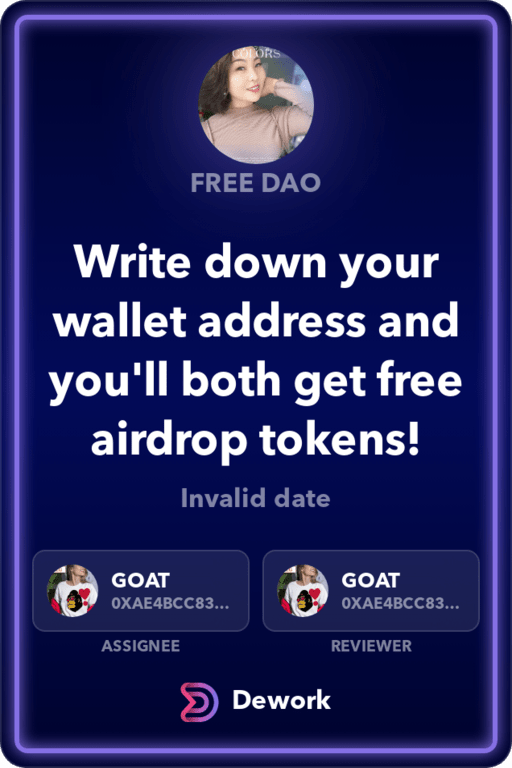 COLORS
FREE DAO
Write down your
wallet address and
you'll both get free
airdrop tokens!
Invalid date
GOAT
0XAE4BCC83...
GOAT
0XAE4BCC83...
ASSIGNEE
REVIEWER
Dework